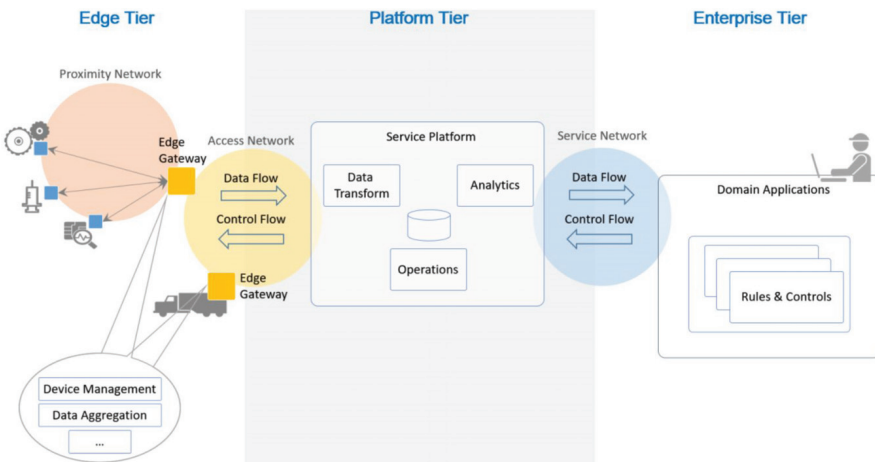 Edge Tier
Platform Tier
Enterprise Tier
Proximity Network
Edge
Gateway
Access Network
Data Flow
Control Flow
Edge
Gateway
Device Management
Data Aggregation
...
Service Platform
Data
Transform
Analytics
Operations
Service Network
Data Flow
Control Flow
Domain Applications
Rules & Controls